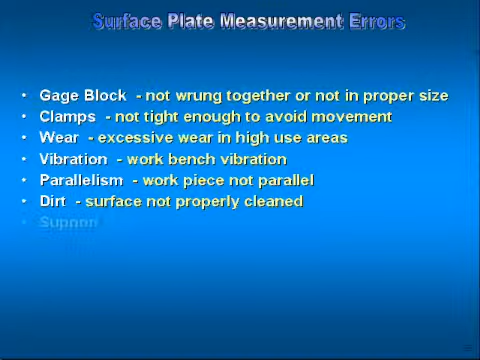 Surface Plate Measurement Errors
• Gage Block - not wrung together or not in proper size
• Clamps - not tight enough to avoid movement
• Wear - excessive wear in high use areas
• Vibration - work bench vibration
• Parallelism - work piece not parallel
• Dirt - surface not properly cleaned
• Support